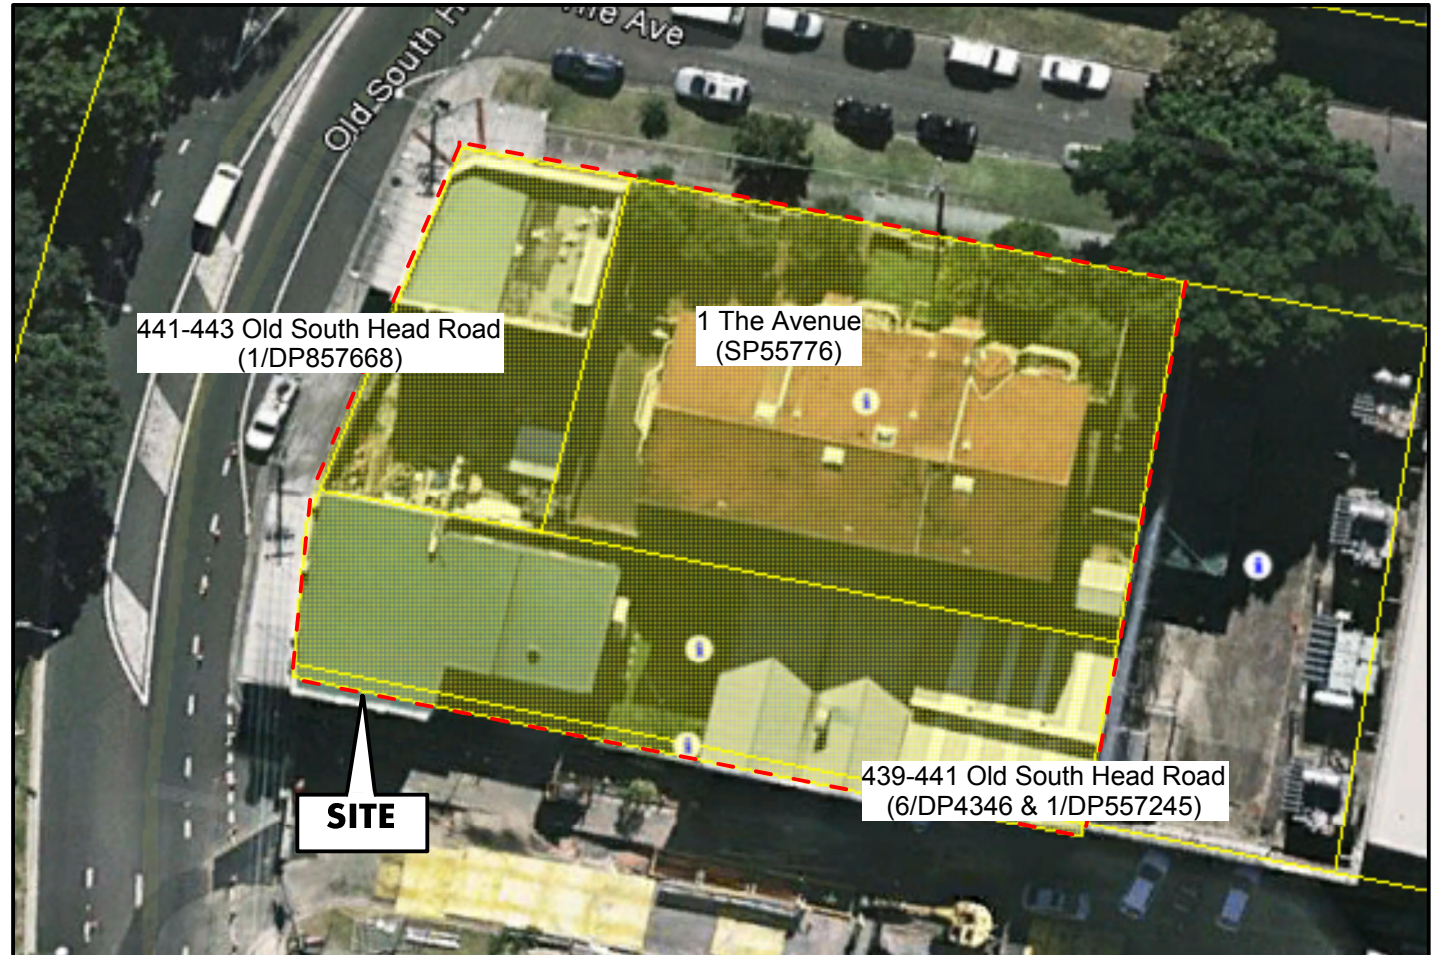 The Ave
Old South H
441-443 Old South Head Road
(1/DP857668)
1 The Avenue
(SP55776)
439-441 Old South Head Road
(6/DP4346 & 1/DP557245)
SITE